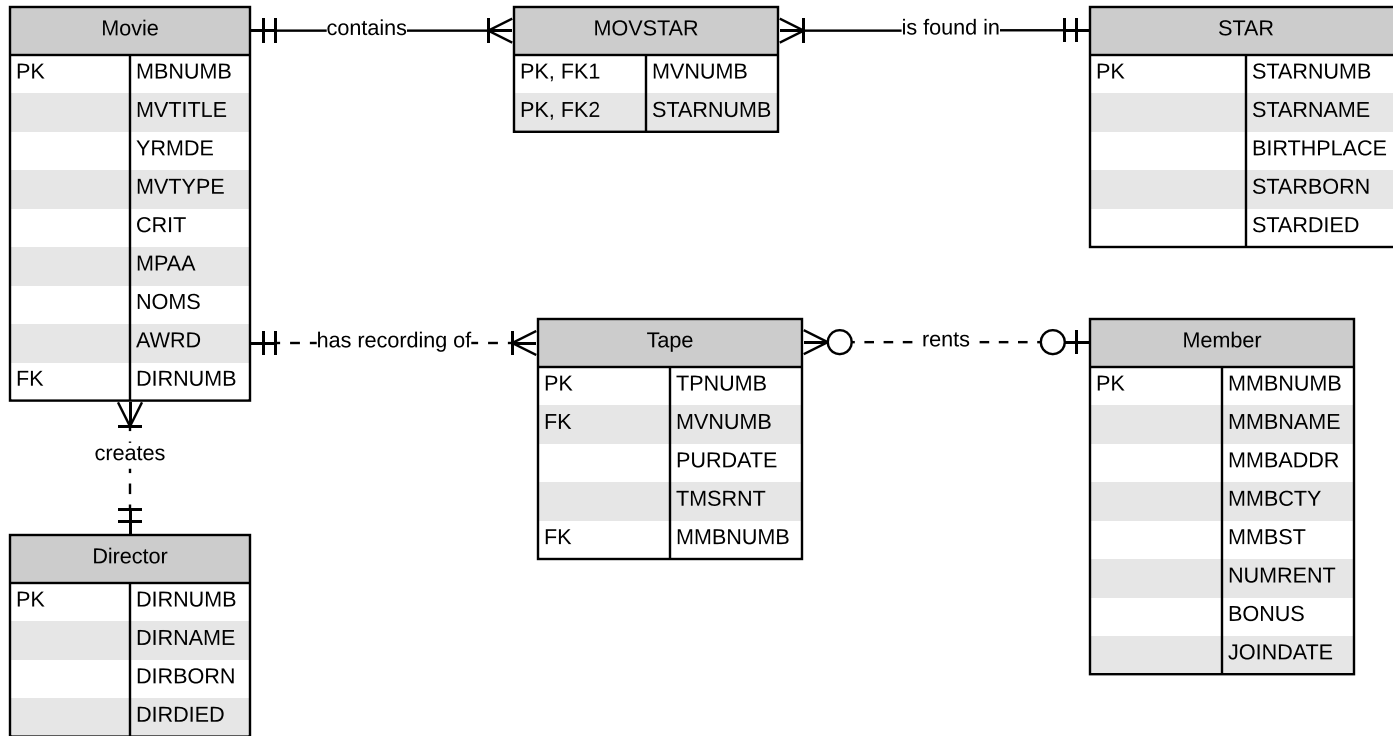 Movie
PK MBNUMB
MVTITLE
YRMDE
MVTYPE
CRIT
MPAA
NOMS
AWRD
FK DIRNUMB
contains
MOVSTAR
PK, FK1 MVNUMB
PK, FK2 STARNUMB
is found in
STAR
PK STARNUMB
STARNAME
BIRTHPLACE
STARBORN
STARDIED
has recording of
Tape
PK TPNUMB
FK MVNUMB
PURDATE
TMSRNT
FK MMBNUMB
rents
Member
PK MMBNUMB
MMBNAME
MMBADDR
MMBCTY
MMBST
NUMRENT
BONUS
JOINDATE
creates
Director
PK DIRNUMB
DIRNAME
DIRBORN
DIRDIED